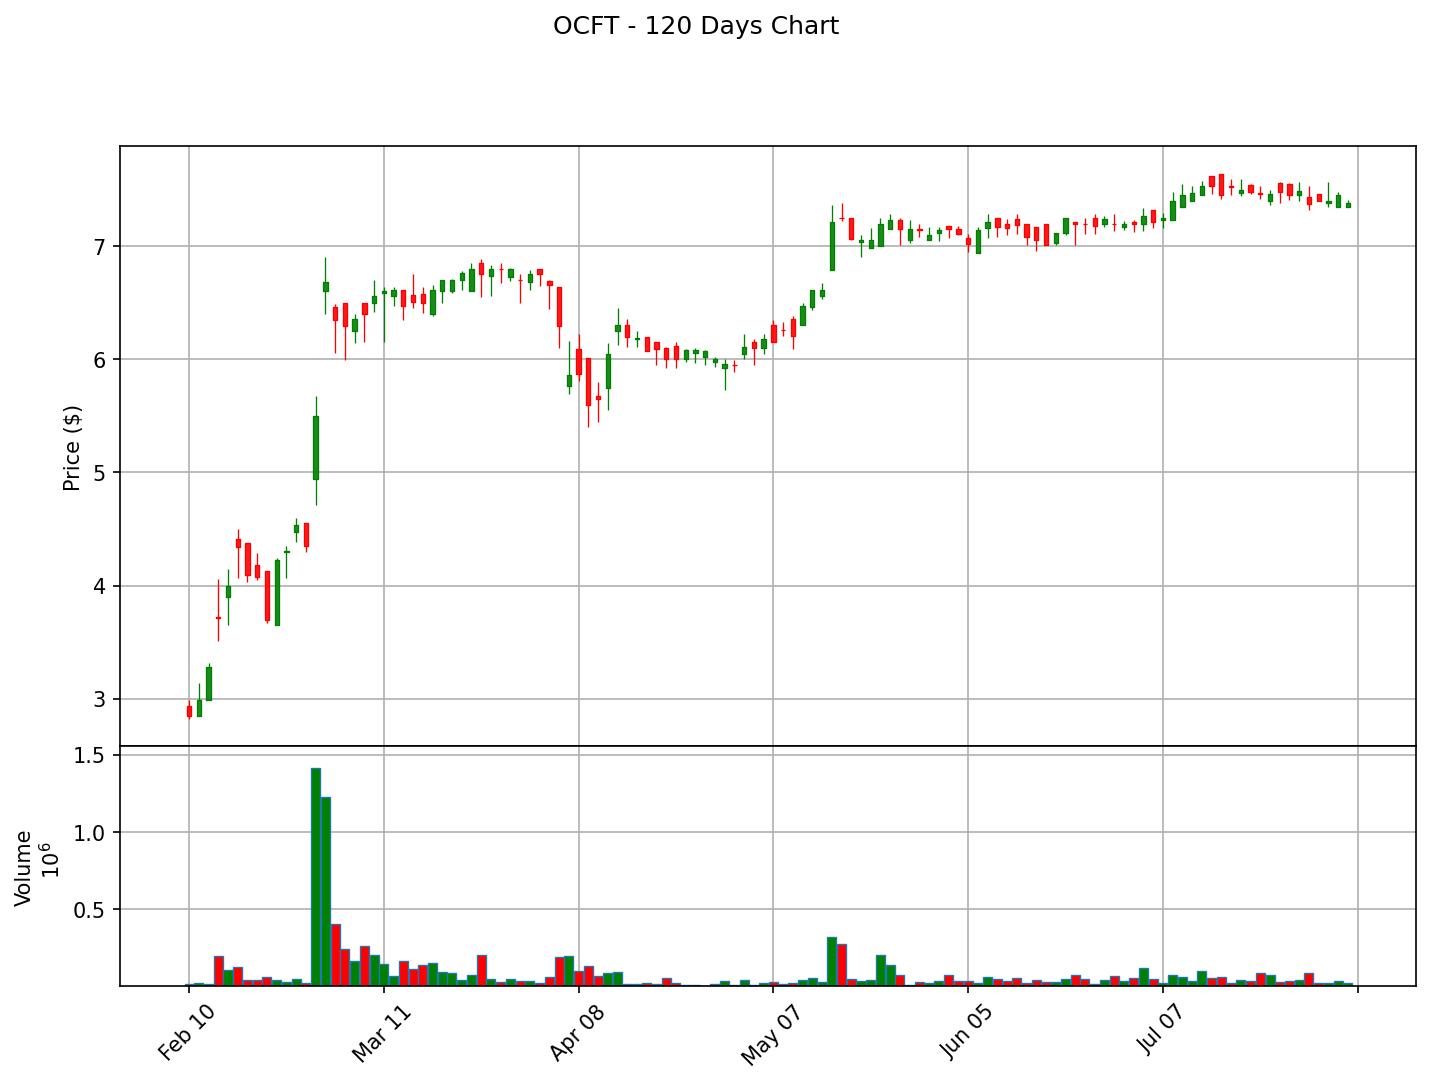 OCFT - 120 Days Chart
Price ($)
7
6
5
4
3
Volume
10⁶
1.5
1.0
0.5
Feb 10
Mar 11
Apr 08
May 07
Jun 05
Jul 07